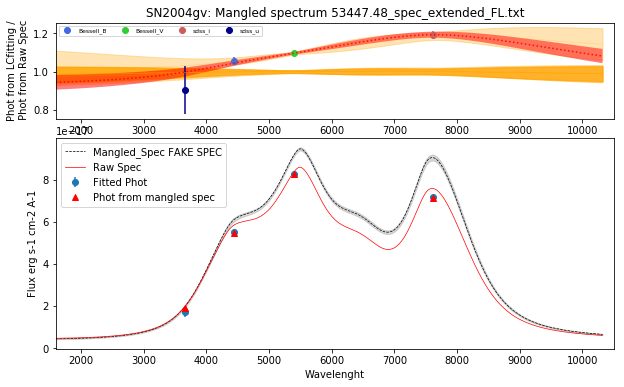 SN2004gv: Mangled spectrum 53447.48_spec_extended_FL.txt
Phot from LCfitting /
Phot from Raw Spec
Bessell_B Bessell_V sdss_i sdss_u
1.2
1.0
0.8
2000 3000 4000 5000 6000 7000 8000 9000 10000
1e−17
Flux erg s-1 cm-2 A-1
Mangled_Spec FAKE SPEC
Raw Spec
Fitted Phot
Phot from mangled spec
8
6
4
2
0
2000 3000 4000 5000 6000 7000 8000 9000 10000
Wavelenght